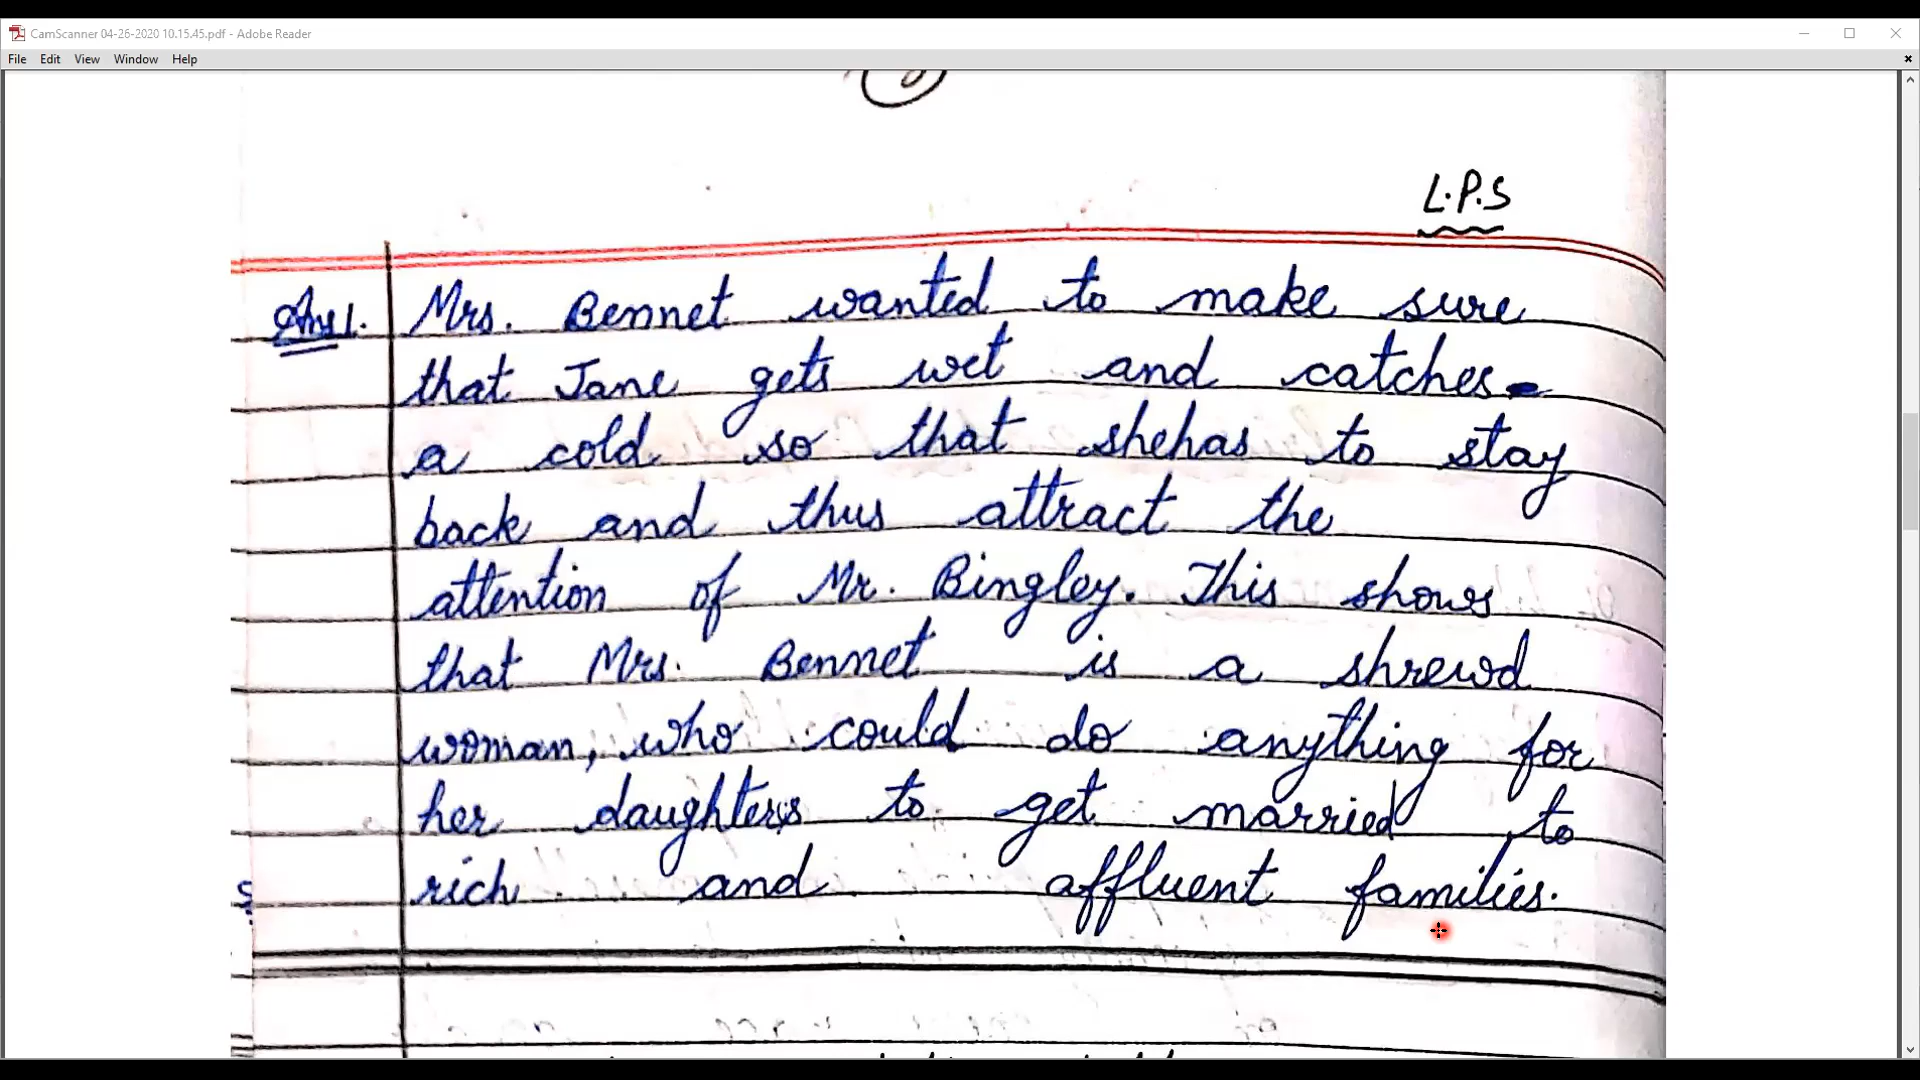 CamScanner 04-26-2020 10.15.45.pdf - Adobe Reader
File Edit View Window Help
L.P.S
Ans1. Mrs. Bennet wanted to make sure
that Jane gets wet and catches
a cold so that shehas to stay
back and thus attract the
attention of Mr. Bingley. This shows
that Mrs. Bennet is a shrewd
woman, who could do anything for
her daughters to get married to
rich and affluent families.